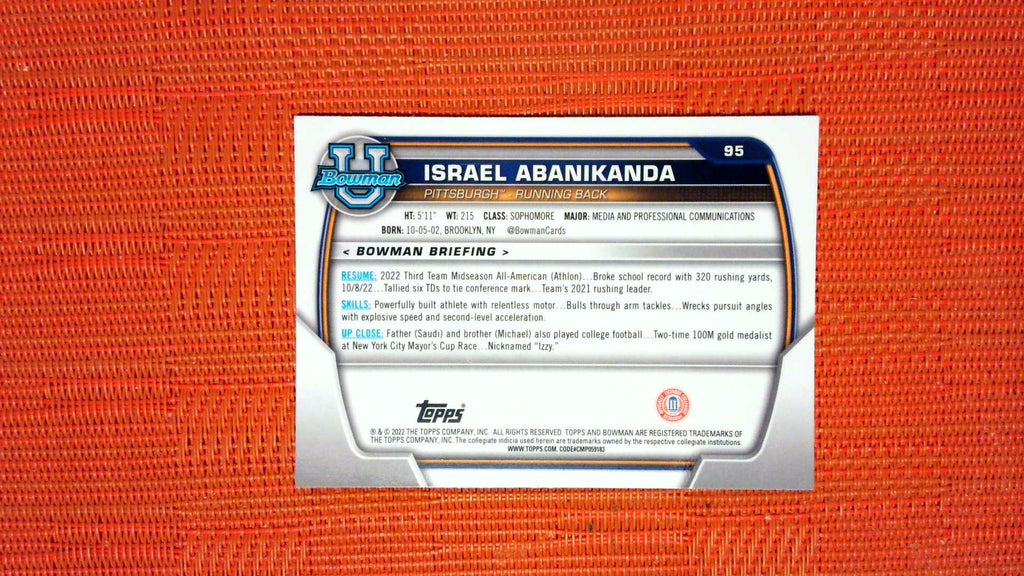 95
U
Bowman
ISRAEL ABANIKANDA
PITTSBURGH™ RUNNING BACK
HT: 5'11" WT: 215 CLASS: SOPHOMORE MAJOR: MEDIA AND PROFESSIONAL COMMUNICATIONS
BORN: 10-05-02, BROOKLYN, NY @BowmanCards
< BOWMAN BRIEFING >
RESUME: 2022 Third Team Midseason All-American (Athlon)...Broke school record with 320 rushing yards,
10/8/22...Tallied six TDs to tie conference mark...Team's 2021 rushing leader.
SKILLS: Powerfully built athlete with relentless motor...Bulls through arm tackles...Wrecks pursuit angles
with explosive speed and second-level acceleration.
UP CLOSE: Father (Saudi) and brother (Michael) also played college football...Two-time 100M gold medalist
at New York City Mayor's Cup Race...Nicknamed "Izzy."
topps®
® & © 2022 THE TOPPS COMPANY, INC. ALL RIGHTS RESERVED. TOPPS AND BOWMAN ARE REGISTERED TRADEMARKS OF
THE TOPPS COMPANY, INC. The collegiate indicia used herein are trademarks owned by the respective collegiate institutions.
WWW.TOPPS.COM. CODE#CMP059183